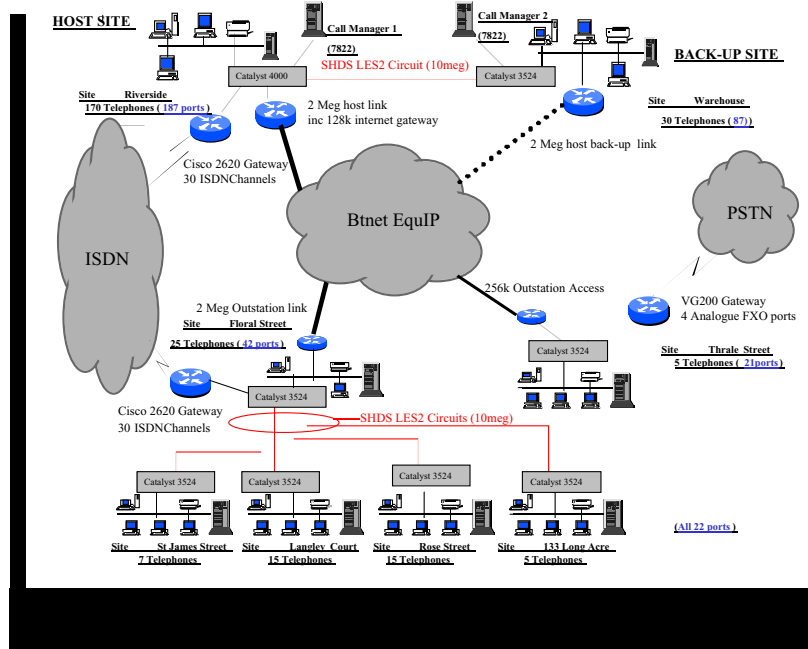 HOST SITE
Call Manager 1
(7822)
Call Manager 2
(7822)
BACK-UP SITE
Catalyst 4000
SHDS LES2 Circuit (10meg)
Catalyst 3524
Site Riverside
170 Telephones ( 187 ports )
2 Meg host link
inc 128k internet gateway
Site Warehouse
30 Telephones ( 87)
2 Meg host back-up link
Cisco 2620 Gateway
30 ISDNChannels
Btnet EquIP
PSTN
ISDN
256k Outstation Access
2 Meg Outstation link
VG200 Gateway
4 Analogue FXO ports
Site Floral Street
25 Telephones ( 42 ports )
Catalyst 3524
Site Thrale Street
5 Telephones ( 21ports )
Catalyst 3524
Cisco 2620 Gateway
30 ISDNChannels
SHDS LES2 Circuits (10meg)
Catalyst 3524
Catalyst 3524
Catalyst 3524
Catalyst 3524
(All 22 ports )
Site St James Street
7 Telephones
Site Langley Court
15 Telephones
Site Rose Street
15 Telephones
Site 133 Long Acre
5 Telephones